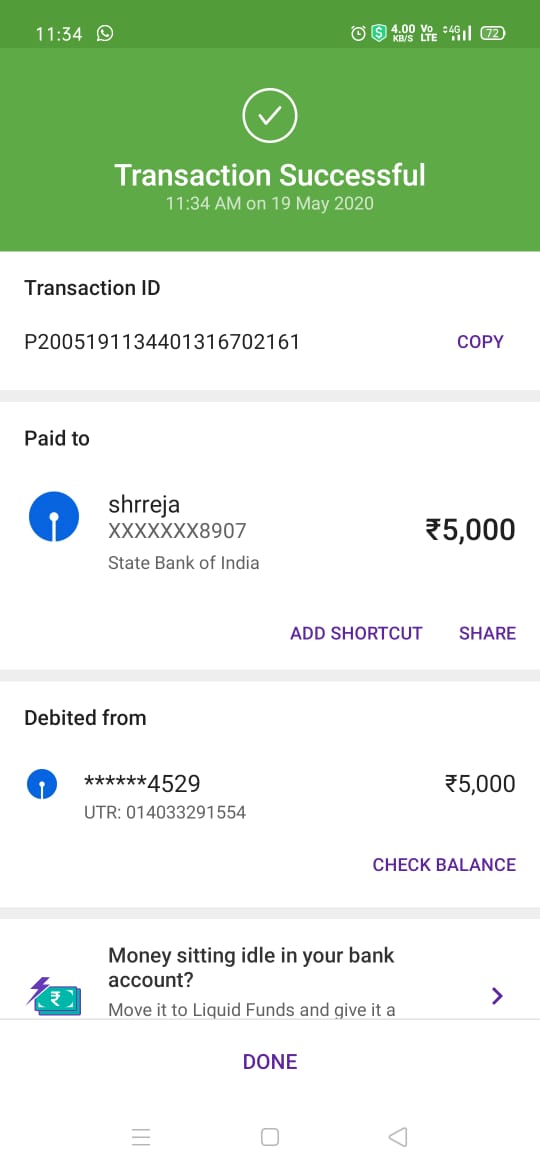 11:34 4.00 KB/S Vo LTE 4G 72
Transaction Successful
11:34 AM on 19 May 2020
Transaction ID
P2005191134401316702161 COPY
Paid to
shrreja
XXXXXXX8907
₹5,000
State Bank of India
ADD SHORTCUT SHARE
Debited from
******4529 ₹5,000
UTR: 014033291554
CHECK BALANCE
Money sitting idle in your bank
account?
Move it to Liquid Funds and give it a
DONE